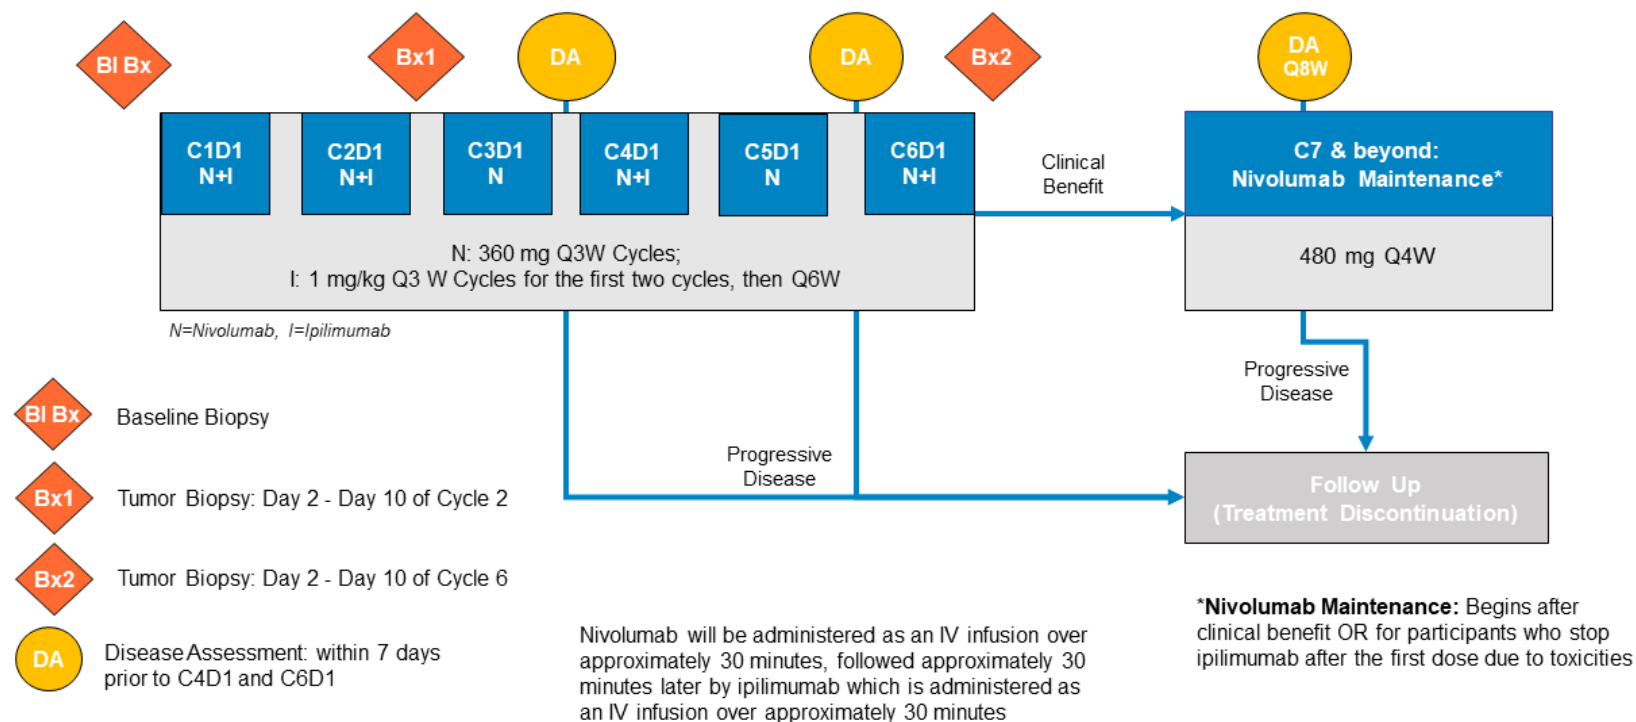 BI Bx
Bx1
DA
DA
Bx2
DA
Q8W
C1D1
N+I
C2D1
N+I
C3D1
N
C4D1
N+I
C5D1
N
C6D1
N+I
Clinical
Benefit
C7 & beyond:
Nivolumab Maintenance*
N: 360 mg Q3W Cycles;
I: 1 mg/kg Q3 W Cycles for the first two cycles, then Q6W
480 mg Q4W
N=Nivolumab, I=Ipilimumab
Progressive
Disease
Progressive
Disease
Follow Up
(Treatment Discontinuation)
BI Bx
Baseline Biopsy
Bx1
Tumor Biopsy: Day 2 - Day 10 of Cycle 2
Bx2
Tumor Biopsy: Day 2 - Day 10 of Cycle 6
DA
Disease Assessment: within 7 days
prior to C4D1 and C6D1
Nivolumab will be administered as an IV infusion over
approximately 30 minutes, followed approximately 30
minutes later by ipilimumab which is administered as
an IV infusion over approximately 30 minutes
*Nivolumab Maintenance: Begins after
clinical benefit OR for participants who stop
ipilimumab after the first dose due to toxicities